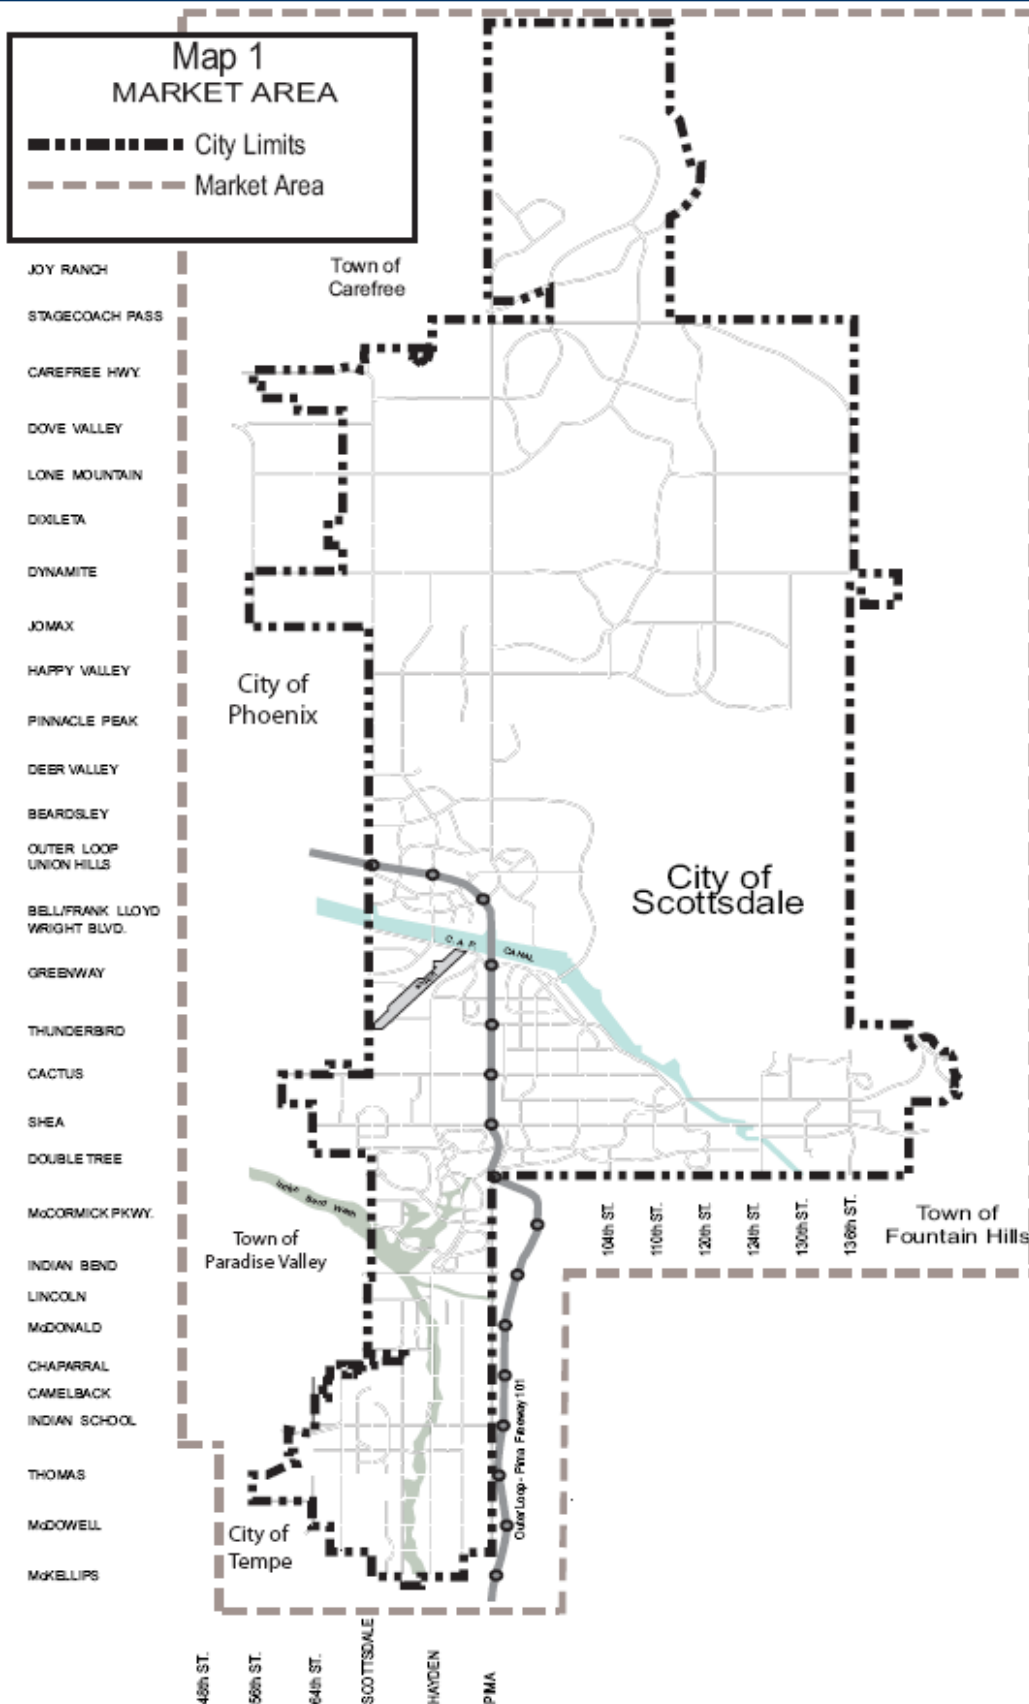 Map 1
MARKET AREA
City Limits
Market Area
JOY RANCH
STAGECOACH PASS
CAREFREE HWY.
DOVE VALLEY
LONE MOUNTAIN
DIXILETA
DYNAMITE
JOMAX
HAPPY VALLEY
PINNACLE PEAK
DEER VALLEY
BEARDSLEY
OUTER LOOP
UNION HILLS
BELL/FRANK LLOYD
WRIGHT BLVD.
GREENWAY
THUNDERBIRD
CACTUS
SHEA
DOUBLE TREE
McCORMICK PKWY.
INDIAN BEND
LINCOLN
McDONALD
CHAPARRAL
CAMELBACK
INDIAN SCHOOL
THOMAS
McDOWELL
McKELLIPS
Town of
Carefree
City of
Phoenix
City of
Scottsdale
C. A. P. CANAL
Indian Bend Wash
Town of
Paradise Valley
Town of
Fountain Hills
104th ST.
110th ST.
120th ST.
124th ST.
130th ST.
136th ST.
Outer Loop - Pima Freeway 101
City of
Tempe
48th ST.
56th ST.
64th ST.
SCOTTSDALE
HAYDEN
PIMA